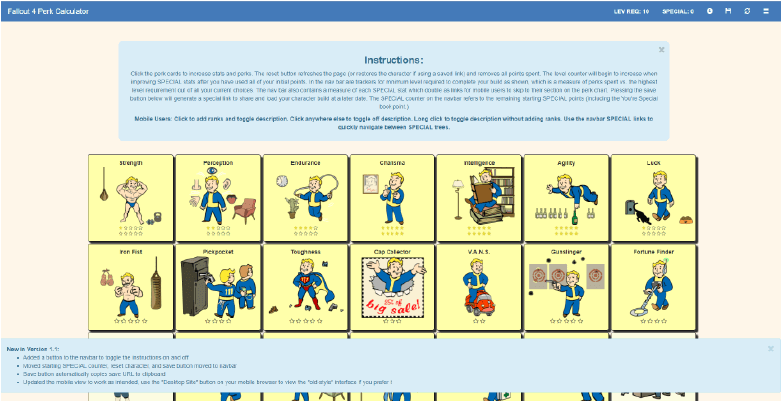 Fallout 4 Perk Calculator
LEV REQ: 10 SPECIAL: 0
Instructions:
Click the perk cards to increase stats and perks. The reset button refreshes the page (or restores the character if using a saved link) and removes all points spent. The level counter will begin to increase when
improving SPECIAL stats after you have used all of your initial points. In the nav bar are trackers for minimum level required to complete your build as shown, which is a measure of perks spent vs. the highest
level requirement out of all your current choices. The nav bar also contains a measure of each SPECIAL stat which doubles as links for mobile users to skip to their section on the perk chart. Pressing the save
button below will generate a special link to share and load your character build at a later date. The SPECIAL counter on the navbar refers to the remaining starting SPECIAL points (including the You're Special
book point.)
Mobile Users: Click to add ranks and toggle description. Click anywhere else to toggle off description. Long click to toggle description without adding ranks. Use the navbar SPECIAL links to
quickly navigate between SPECIAL trees.
Strength Perception Endurance Charisma Intelligence Agility Luck
Iron Fist Pickpocket Toughness Cap Collector V.A.N.S. Gunslinger Fortune Finder
big sale!
New in Version 1.1:
Added a button to the navbar to toggle the instructions on and off
Moved starting SPECIAL counter, reset character, and save button moved to navbar
Save button automatically copies save URL to clipboard
Updated the mobile view to work as intended, use the "Desktop Site" button on your mobile browser to view the "old-style" interface if you prefer!